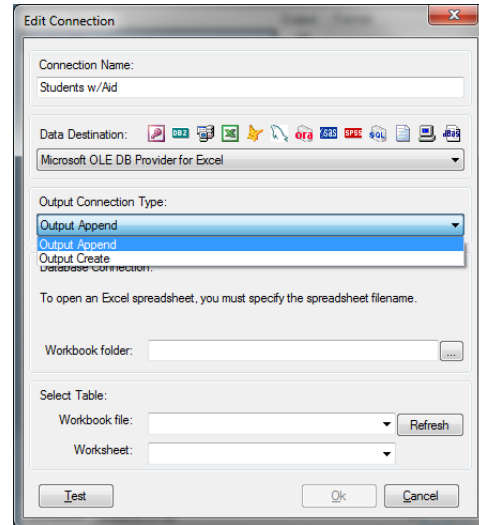 Edit Connection
Connection Name:
Students w/Aid
Data Destination: DB2 ora sas SPSS SQL
Microsoft OLE DB Provider for Excel
Output Connection Type:
Output Append
Output Append
Output Create
Database Connection:
To open an Excel spreadsheet, you must specify the spreadsheet filename.
Workbook folder: ...
Select Table:
Workbook file: Refresh
Worksheet:
Test Ok Cancel